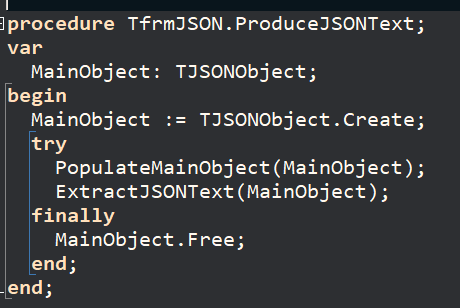 procedure TfrmJSON.ProduceJSONText;
var
  MainObject: TJSONObject;
begin
  MainObject := TJSONObject.Create;
  try
    PopulateMainObject(MainObject);
    ExtractJSONText(MainObject);
  finally
    MainObject.Free;
  end;
end;